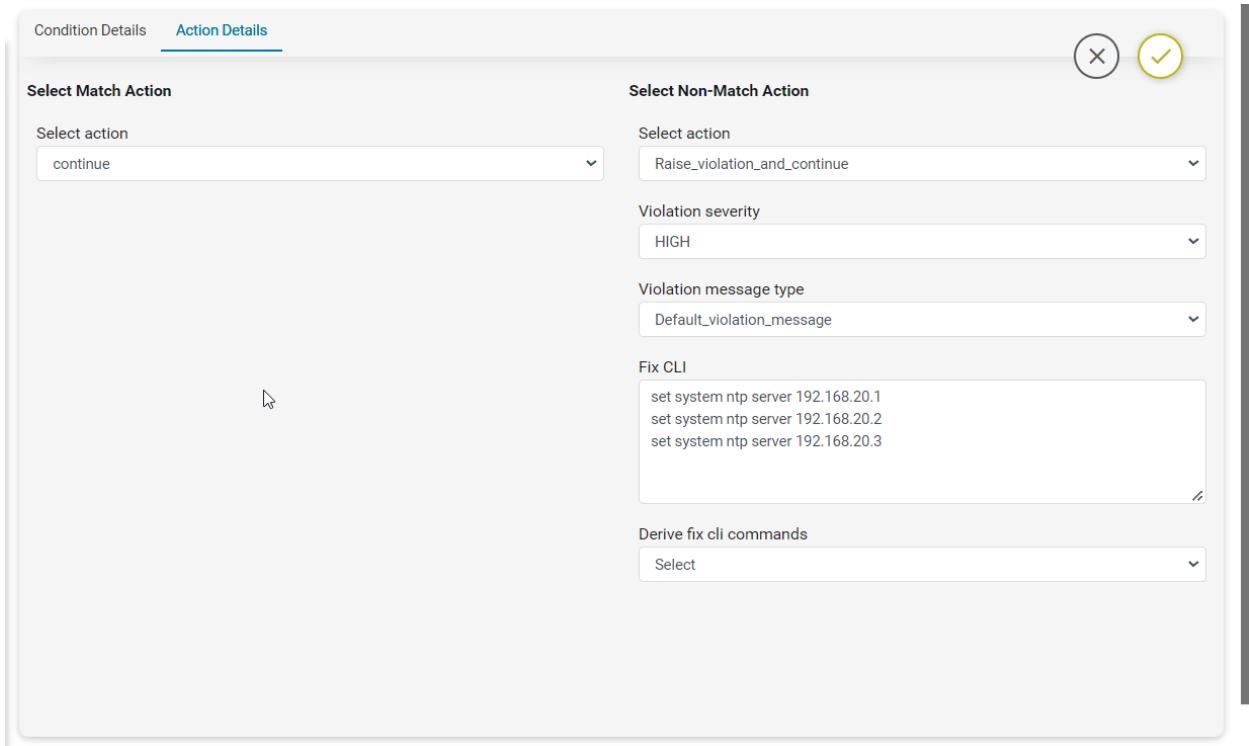 Condition Details
Action Details
Select Match Action
Select action
continue
Select Non-Match Action
Select action
Raise_violation_and_continue
Violation severity
HIGH
Violation message type
Default_violation_message
Fix CLI
set system ntp server 192.168.20.1
set system ntp server 192.168.20.2
set system ntp server 192.168.20.3
Derive fix cli commands
Select